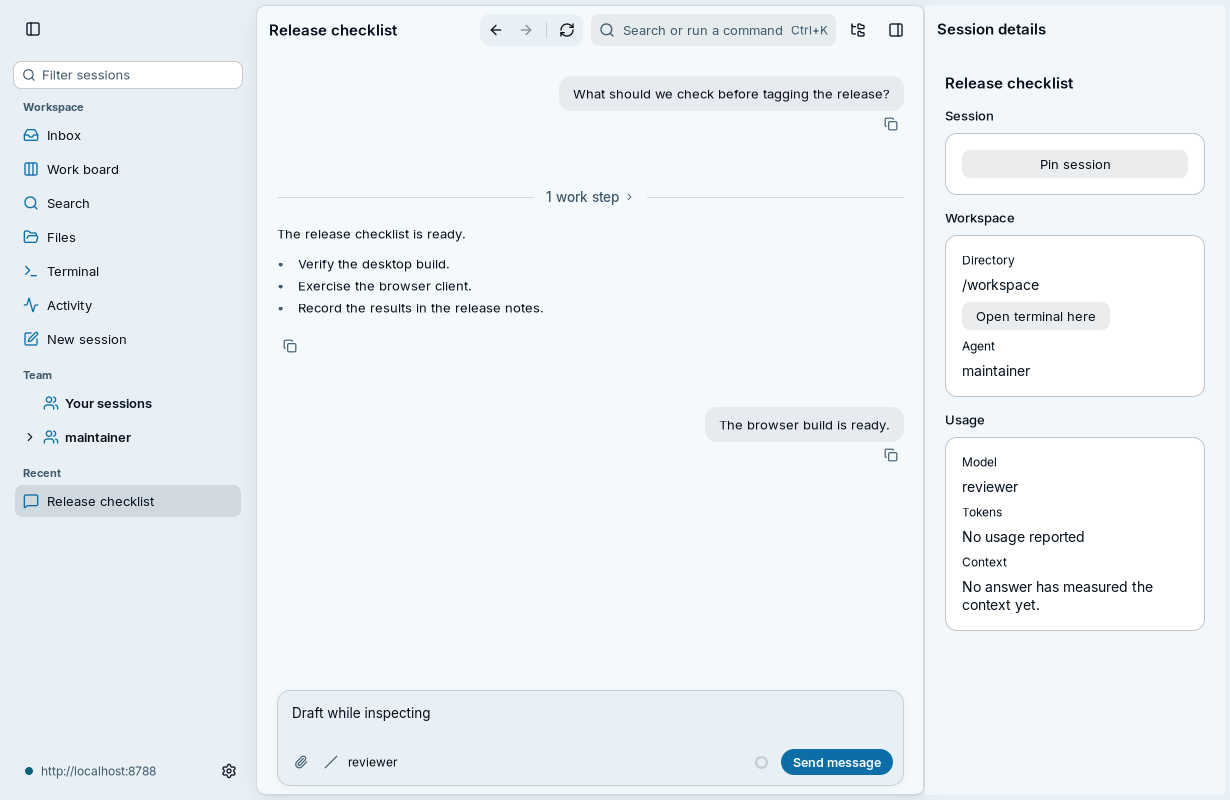 Filter sessions
Workspace
Inbox
Work board
Search
Files
Terminal
Activity
New session
Team
Your sessions
maintainer
Recent
Release checklist
http://localhost:8788
Release checklist
Search or run a command Ctrl+K
What should we check before tagging the release?
1 work step
The release checklist is ready.
• Verify the desktop build.
• Exercise the browser client.
• Record the results in the release notes.
The browser build is ready.
Draft while inspecting
reviewer
Send message
Session details
Release checklist
Session
Pin session
Workspace
Directory
/workspace
Open terminal here
Agent
maintainer
Usage
Model
reviewer
Tokens
No usage reported
Context
No answer has measured the
context yet.